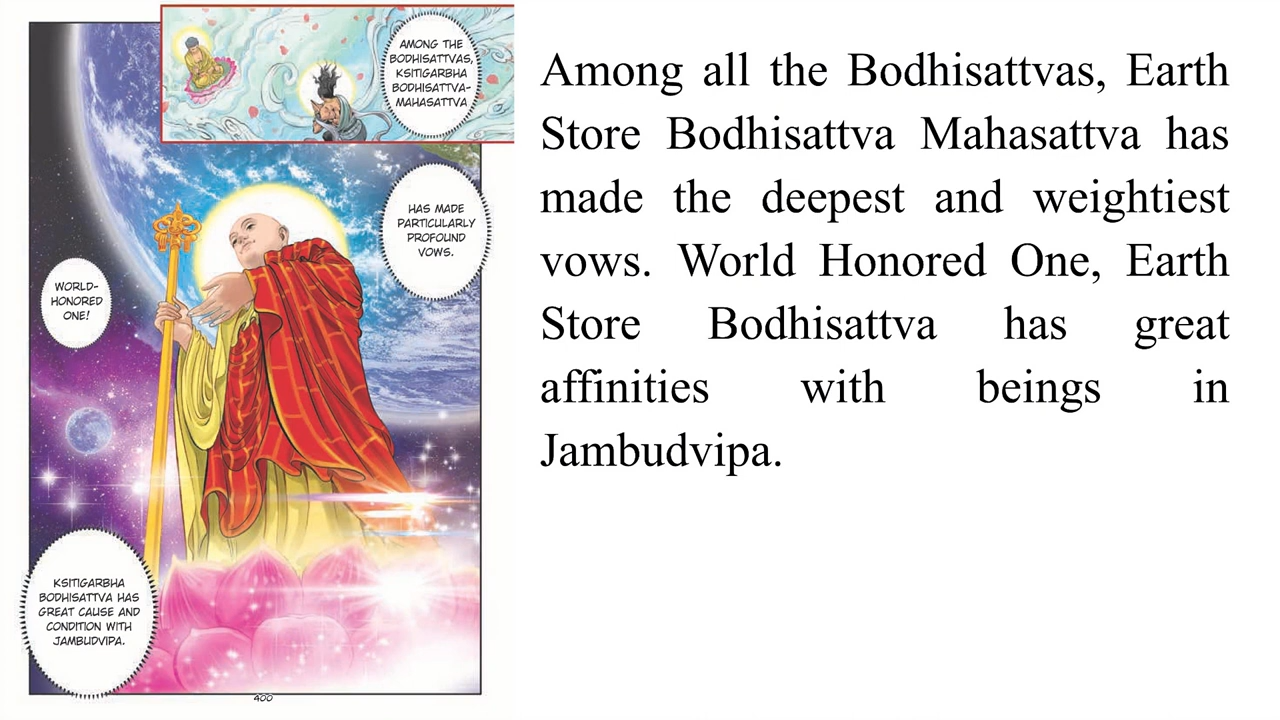 AMONG THE
BODHISATTVAS,
KSITIGARBHA
BODHISATTVA-
MAHASATTVA
HAS MADE
PARTICULARLY
PROFOUND
VOWS.
WORLD-
HONORED
ONE!
KSITIGARBHA
BODHISATTVA HAS
GREAT CAUSE AND
CONDITION WITH
JAMBUDVIPA.
400
Among all the Bodhisattvas, Earth
Store Bodhisattva Mahasattva has
made the deepest and weightiest
vows. World Honored One, Earth
Store Bodhisattva has great
affinities with beings in
Jambudvipa.